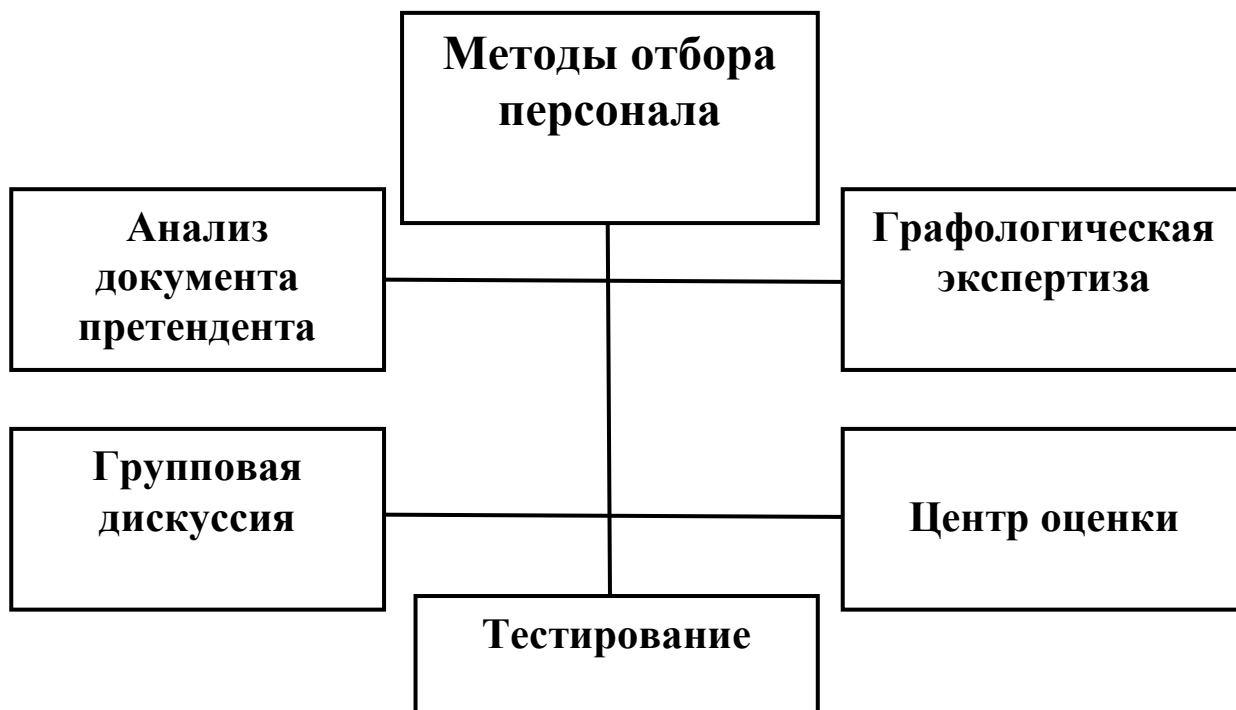 Методы отбора
персонала
Анализ
документа
претендента
Графологическая
экспертиза
Групповая
дискуссия
Центр оценки
Тестирование